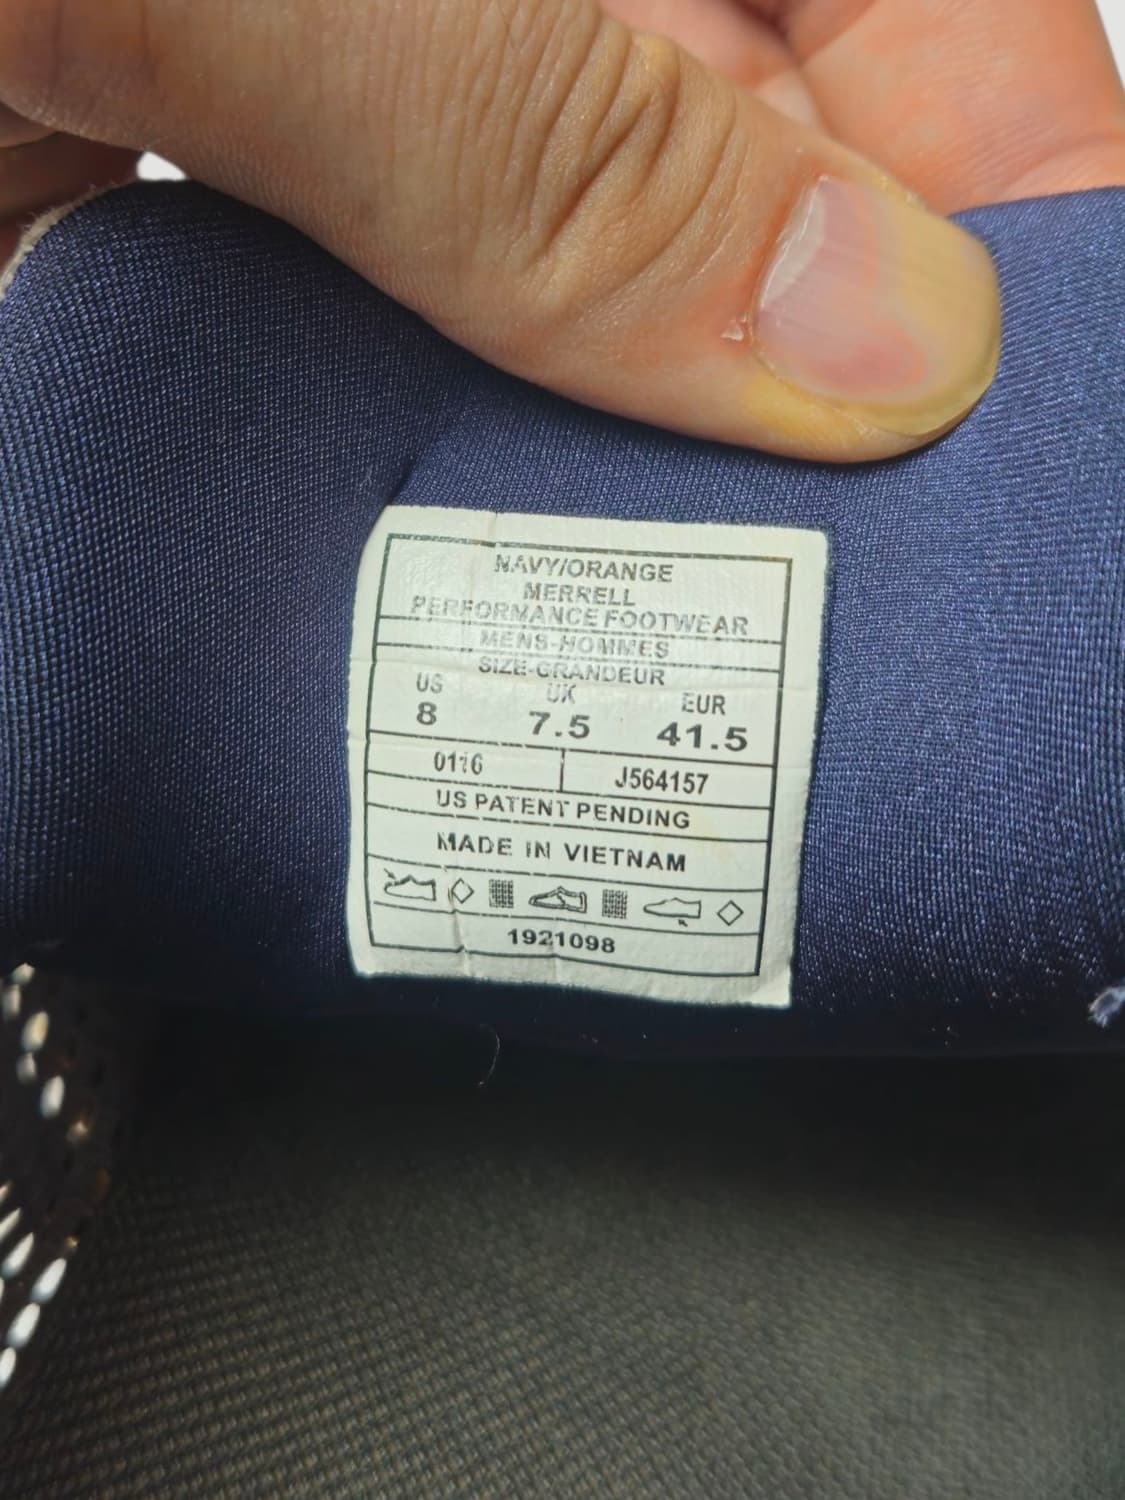 NAVY/ORANGE
MERRELL
PERFORMANCE FOOTWEAR
MENS-HOMMES
SIZE-GRANDEUR
US UK EUR
8 7.5 41.5
0116 J564157
US PATENT PENDING
MADE IN VIETNAM
1921098